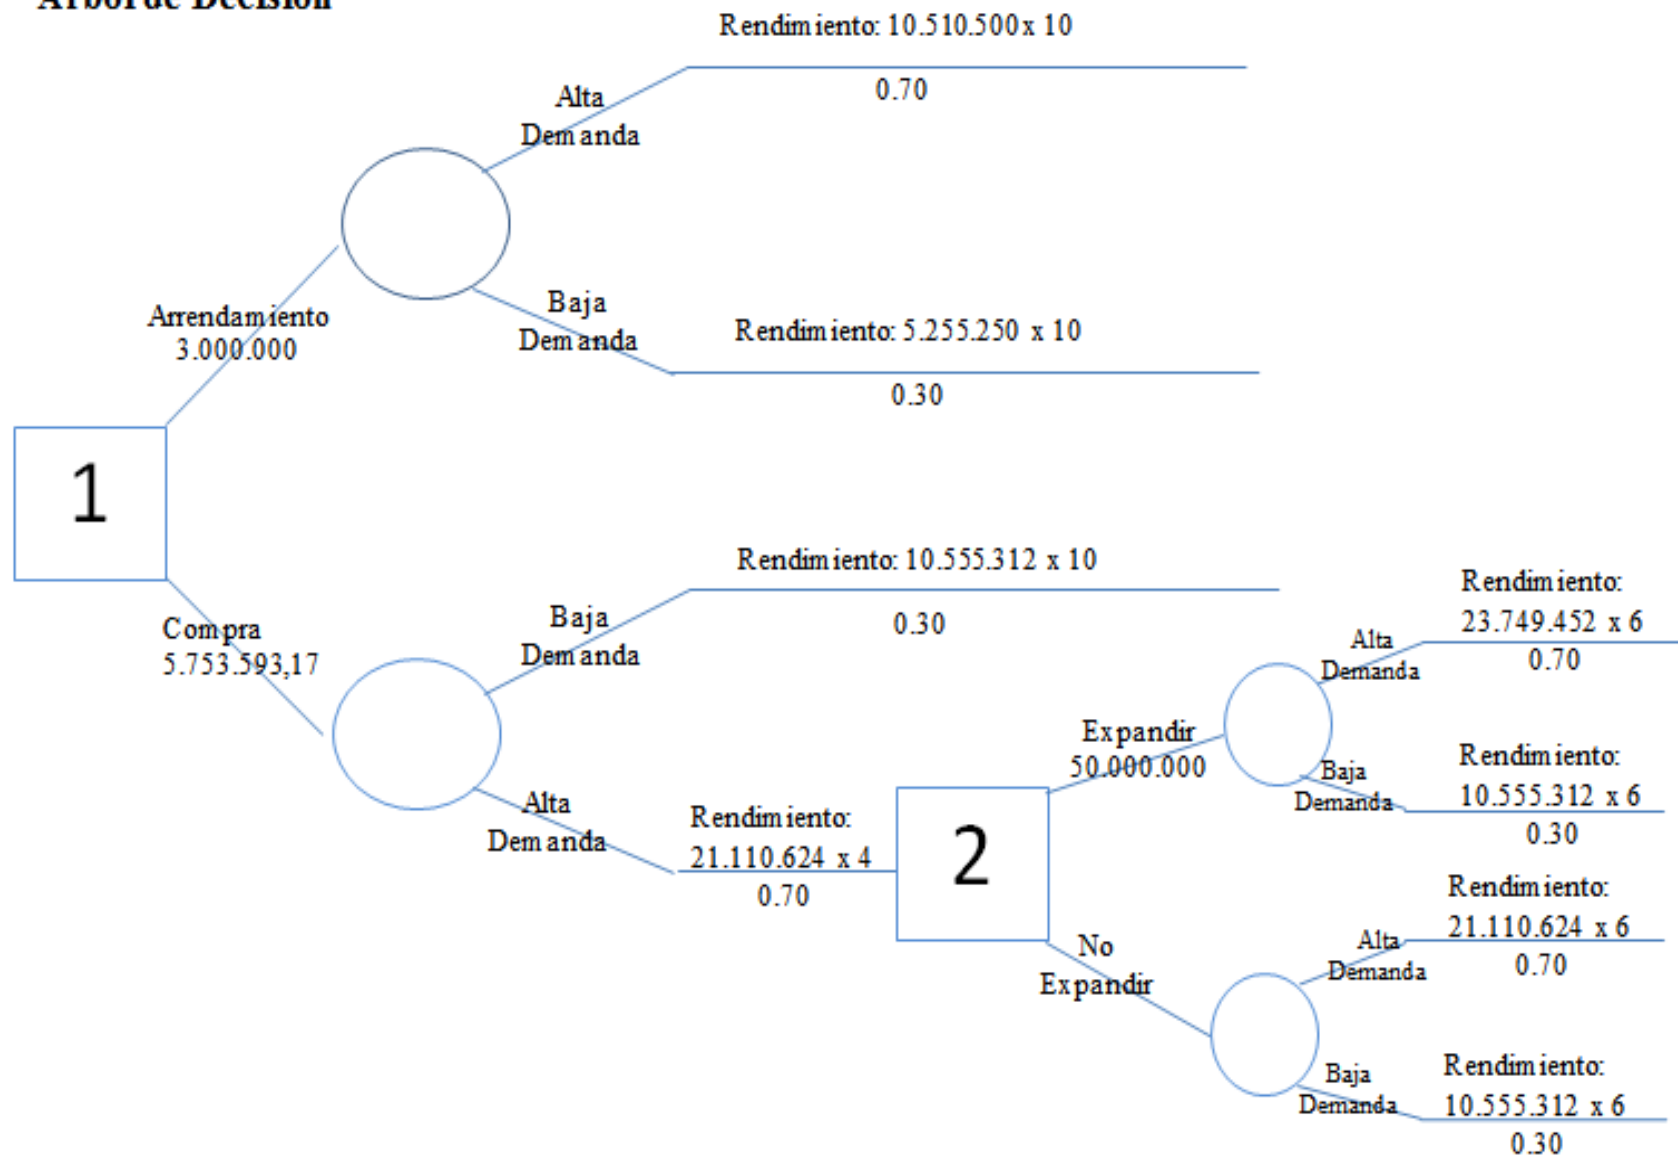 Árbol de Decisión
Rendimiento: 10.510.500 x 10
0.70
Alta
Demanda
Arrendamiento
3.000.000
Baja
Demanda
Rendimiento: 5.255.250 x 10
0.30
1
Compra
5.753.593,17
Rendimiento: 10.555.312 x 10
0.30
Baja
Demanda
Alta
Demanda
Rendimiento:
21.110.624 x 4
0.70
2
Expandir
50.000.000
Alta
Demanda
Rendimiento:
23.749.452 x 6
0.70
Baja
Demanda
Rendimiento:
10.555.312 x 6
0.30
No
Expandir
Alta
Demanda
Rendimiento:
21.110.624 x 6
0.70
Baja
Demanda
Rendimiento:
10.555.312 x 6
0.30